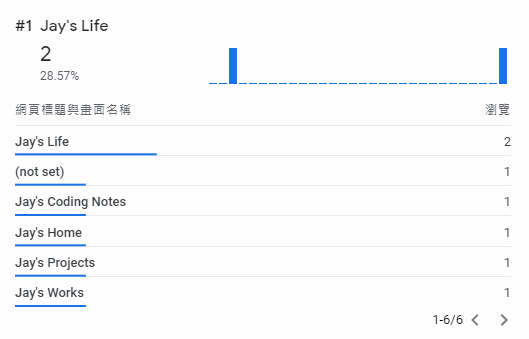 #1 Jay's Life
2
28.57%
網頁標題與畫面名稱 瀏覽
Jay's Life 2
(not set) 1
Jay's Coding Notes 1
Jay's Home 1
Jay's Projects 1
Jay's Works 1
1-6/6